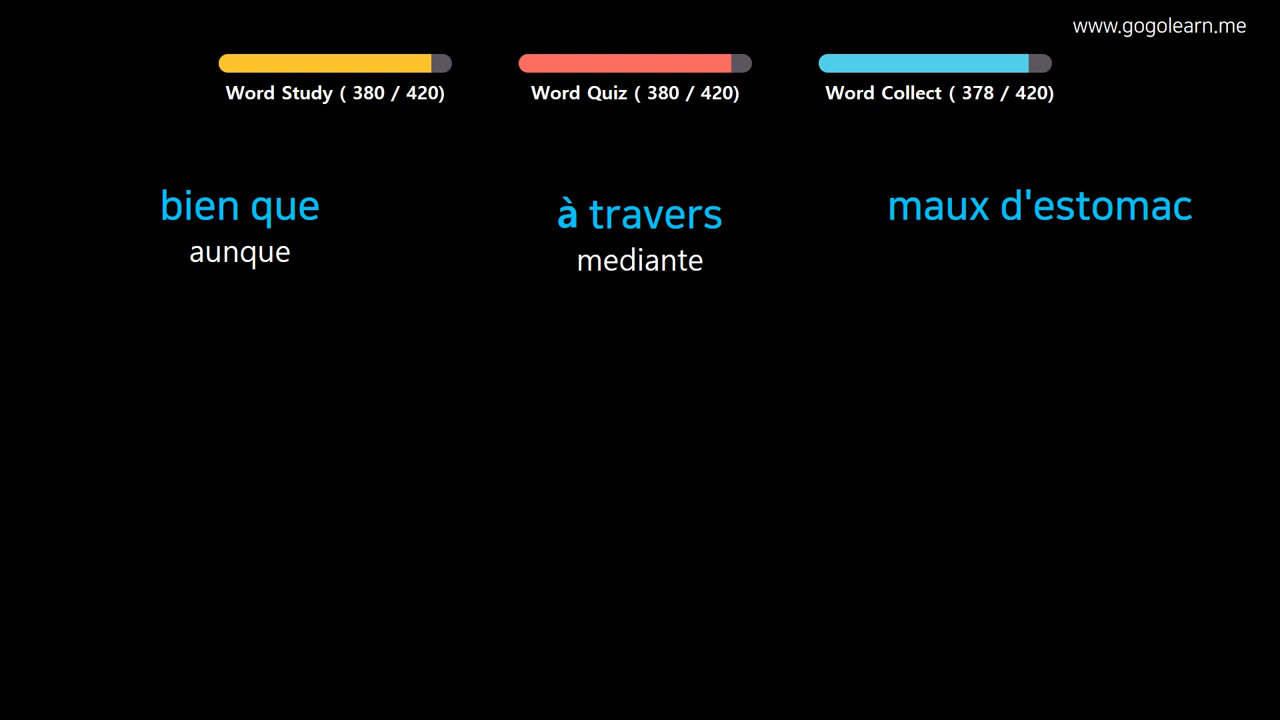 www.gogolearn.me
Word Study ( 380 / 420)
Word Quiz ( 380 / 420)
Word Collect ( 378 / 420)
bien que
aunque
à travers
mediante
maux d'estomac